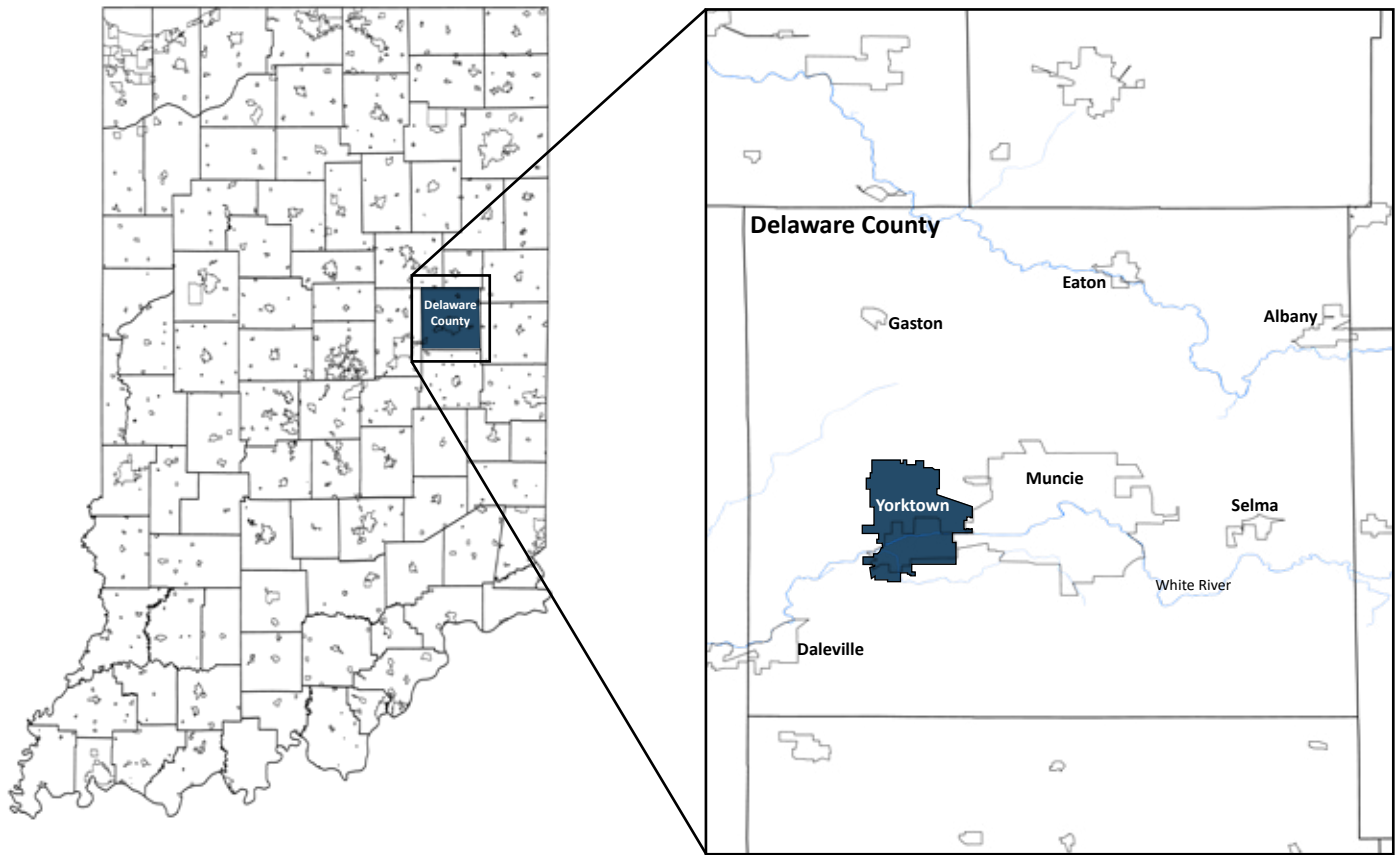 Delaware
County
Delaware County
Eaton
Gaston
Albany
Muncie
Yorktown
Selma
White River
Daleville